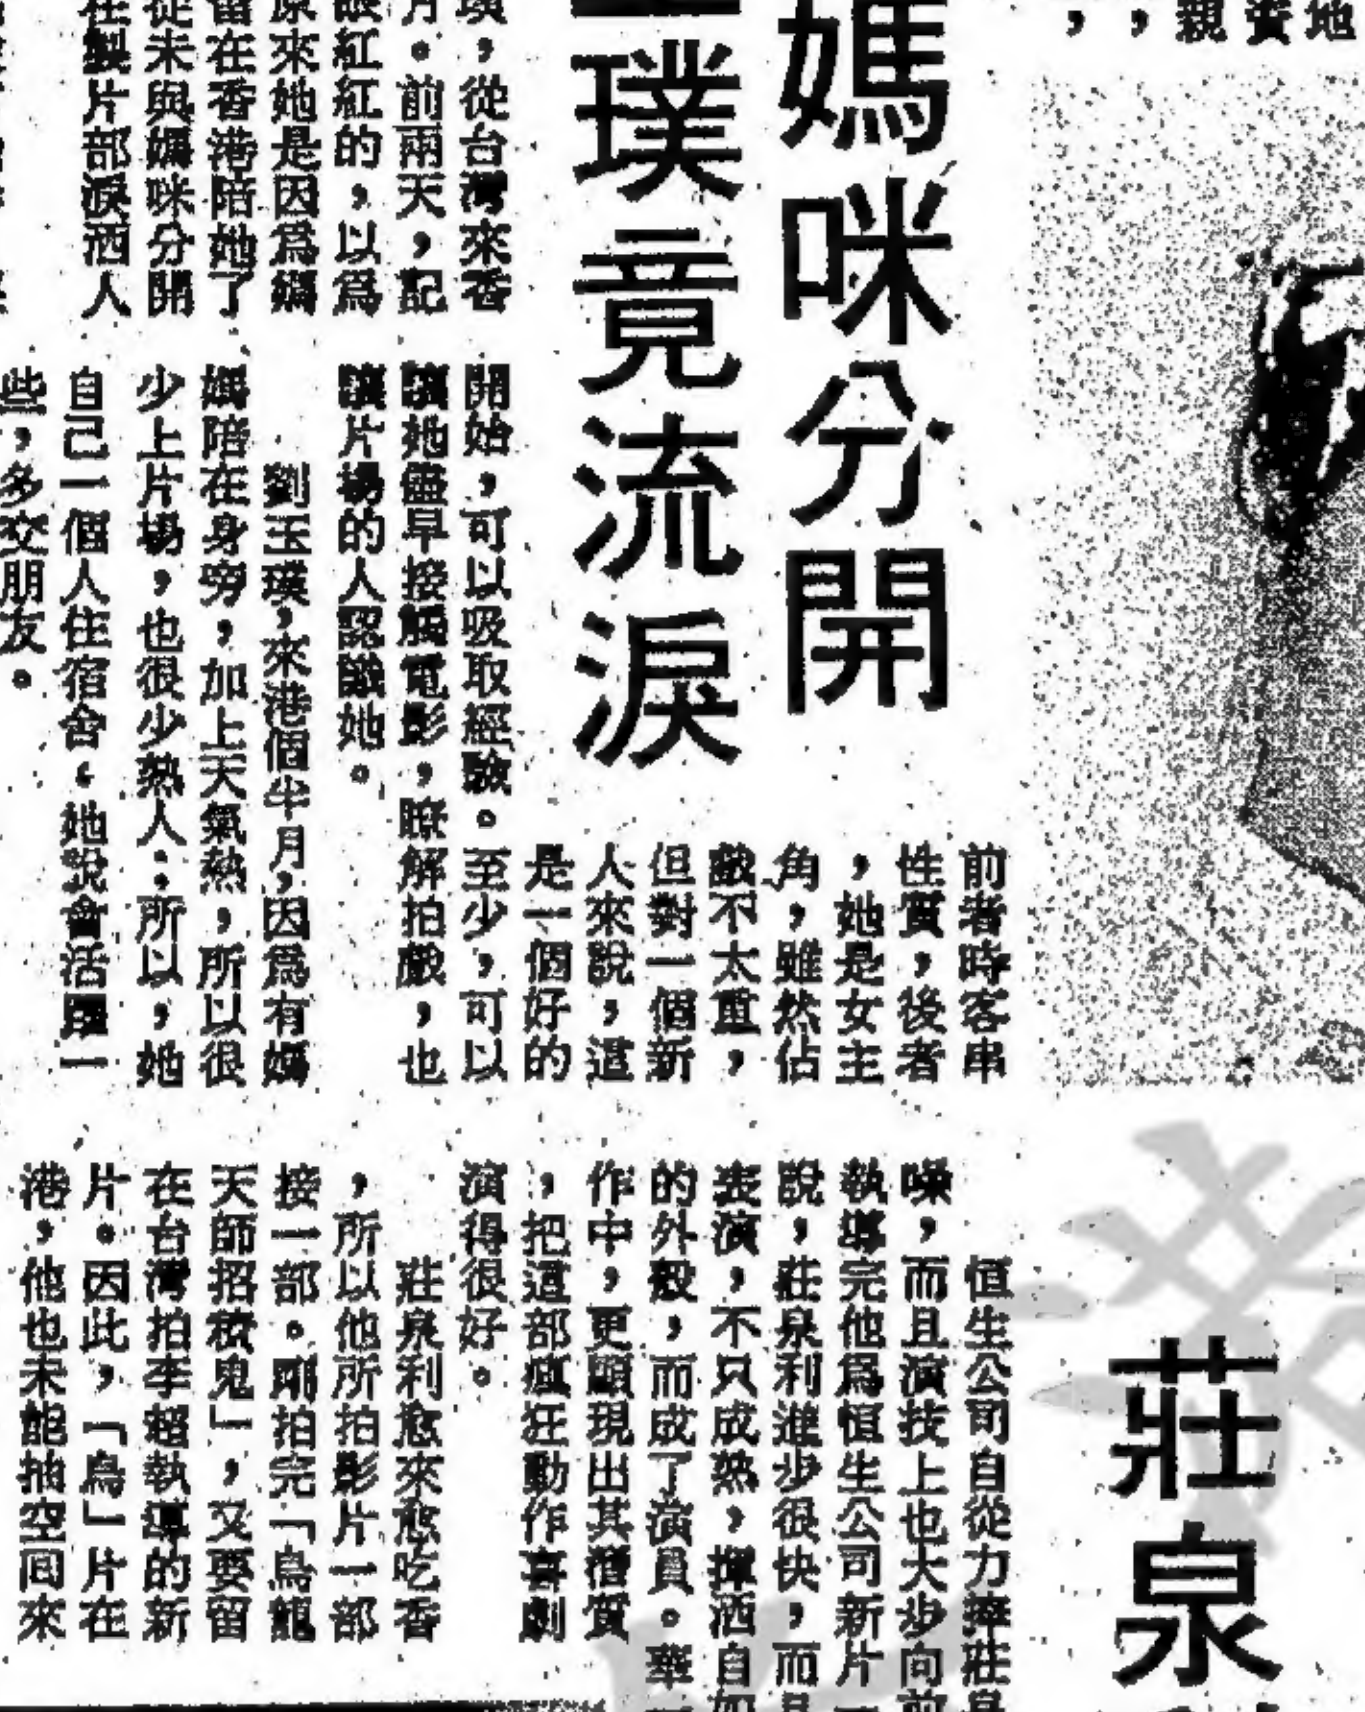 地
資
親
，
，
媽咪分開
璞竟流淚
璞，從台灣來香
月。前兩天，記
眼紅紅的，以爲
原來她是因爲媽
留在香港陪她了
從未與媽咪分開
在製片部淚洒人
前者時客串
性質，後者
，她是女主
角，雖然佔
戲不太重，
但對一個新
人來說，這
是一個好的
開始，可以吸取經驗。至少，可以
讓她儘早接觸電影，瞭解拍戲，也
讓片場的人認識她。
劉玉璞，來港個半月，因爲有媽
媽陪在身旁，加上天氣熱，所以很
少上片場，也很少熱人。所以，她
自己一個人住宿舍。她說會活躍一
些，多交朋友。
莊泉
恒生公司自從力捧莊泉
噪，而且演技上也大步向前
執導完他爲恒生公司新片
說，莊泉利進步很快，而且
表演，不只成熟，揮洒自如
的外殼，而成了演員。華
作中，更顯現出其潛質
，把這部瘋狂動作喜劇
演得很好。
莊泉利愈來愈吃香
，所以他所拍影片一部
接一部。剛拍完「烏龍
天師招積鬼」，又要留
在台灣拍李超執導的新
片。因此，「烏」片在
港，他也未能抽空回來